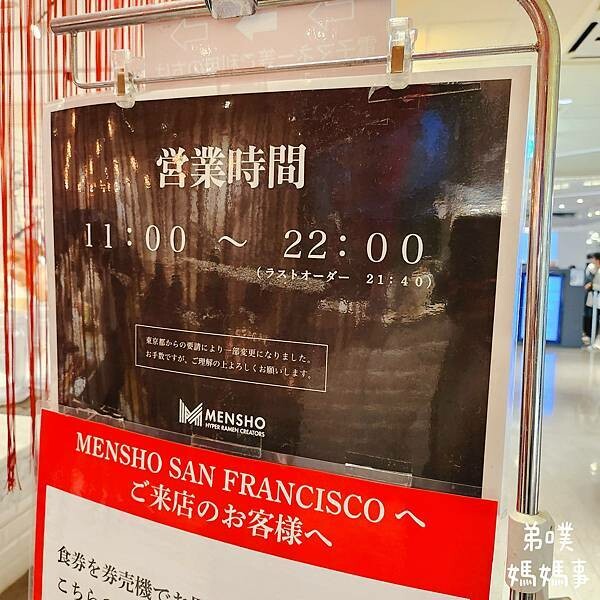 営業時間
11：00 ～ 22：00
（ラストオーダー 21：40）
東京都からの要請により一部変更になりました。
お手数ですが、ご理解の上よろしくお願いします。
MENSHO
HYPER RAMEN CREATORS
MENSHO SAN FRANCISCO へ
ご来店のお客様へ
食券を券売機でお
こちら
弟噗
媽媽事